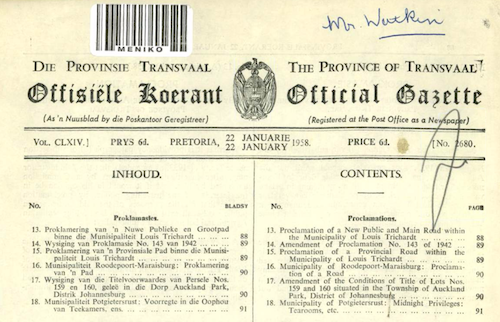 Mr. Watkin
MENIKO
DIE PROVINSIE TRANSVAAL
Offisiële Koerant
(As 'n Nuusblad by die Poskantoor Geregistreer)
THE PROVINCE OF TRANSVAAL
Official Gazette
(Registered at the Post Office as a Newspaper)
VOL. CLXIV.] PRYS 6d. PRETORIA, 22 JANUARIE 22 JANUARY 1958. PRICE 6d. [No. 2680.
INHOUD.
No. BLADSY
Proklamasies.
13. Proklamering van 'n Nuwe Publieke en Grootpad
binne die Munisipaliteit Louis Trichardt ... ... ... 88
14. Wysiging van Proklamasie No. 143 van 1942 ... ... ... 89
15. Proklamering van 'n Provinsiale Pad binne die Munisi-
paliteit Louis Trichardt ... ... ... 89
16. Munisipaliteit Roodepoort-Maraisburg: Proklamering
van 'n Pad ... ... ... 90
17. Wysiging van die Titelvoorwaardes van Persele Nos.
159 en 160, geleë in die Dorp Auckland Park,
Distrik Johannesburg ... ... ... 90
18. Munisipaliteit Potgietersrust: Voorregte in die Oophou
van Teekamers, ens. ... ... ... 91
CONTENTS.
No. PAGE
Proclamations.
13. Proclamation of a New Public and Main Road within
the Municipality of Louis Trichardt ... ... ... 88
14. Amendment of Proclamation No. 143 of 1942 ... ... 89
15. Proclamation of a Provincial Road within the
Municipality of Louis Trichardt ... ... ... 89
16. Municipality of Roodepoort-Maraisburg: Proclama-
tion of a Road ... ... ... 90
17. Amendment of the Conditions of Title of Lots Nos.
159 and 160 situated in the Township of Auckland
Park, District of Johannesburg ... ... ... 90
18. Municipality of Potgietersrust: Midnight Privileges:
Tearooms, etc. ... ... ... 91